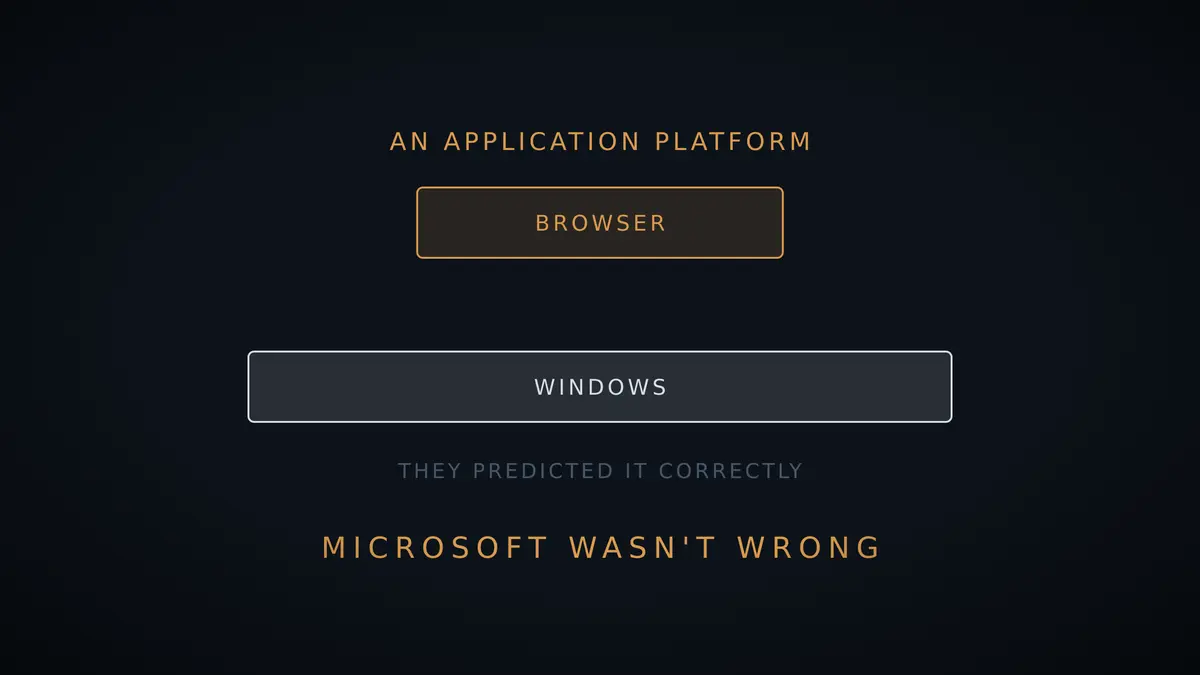 AN APPLICATION PLATFORM
BROWSER
WINDOWS
THEY PREDICTED IT CORRECTLY
MICROSOFT WASN'T WRONG